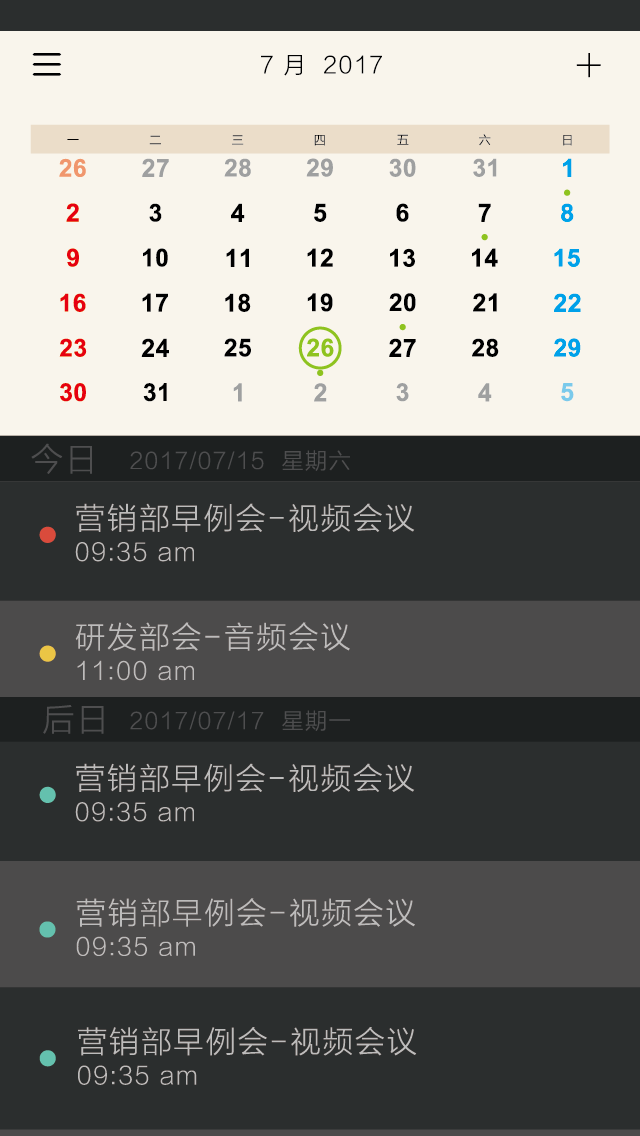 7 月 2017
一 二 三 四 五 六 日
26 27 28 29 30 31 1
2 3 4 5 6 7 8
9 10 11 12 13 14 15
16 17 18 19 20 21 22
23 24 25 26 27 28 29
30 31 1 2 3 4 5
今日 2017/07/15 星期六
营销部早例会-视频会议
09:35 am
研发部会-音频会议
11:00 am
后日 2017/07/17 星期一
营销部早例会-视频会议
09:35 am
营销部早例会-视频会议
09:35 am
营销部早例会-视频会议
09:35 am